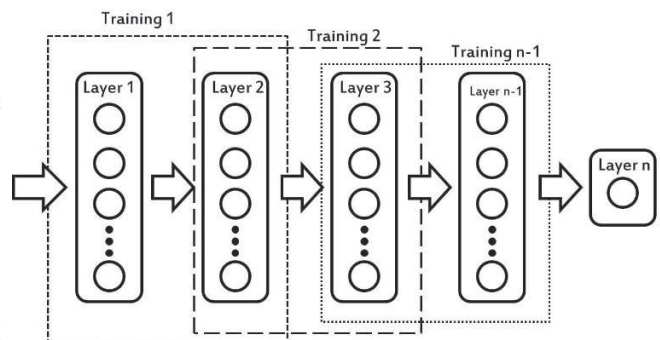 Training 1
Training 2
Training n-1
Layer 1
Layer 2
Layer 3
Layer n-1
Layer n